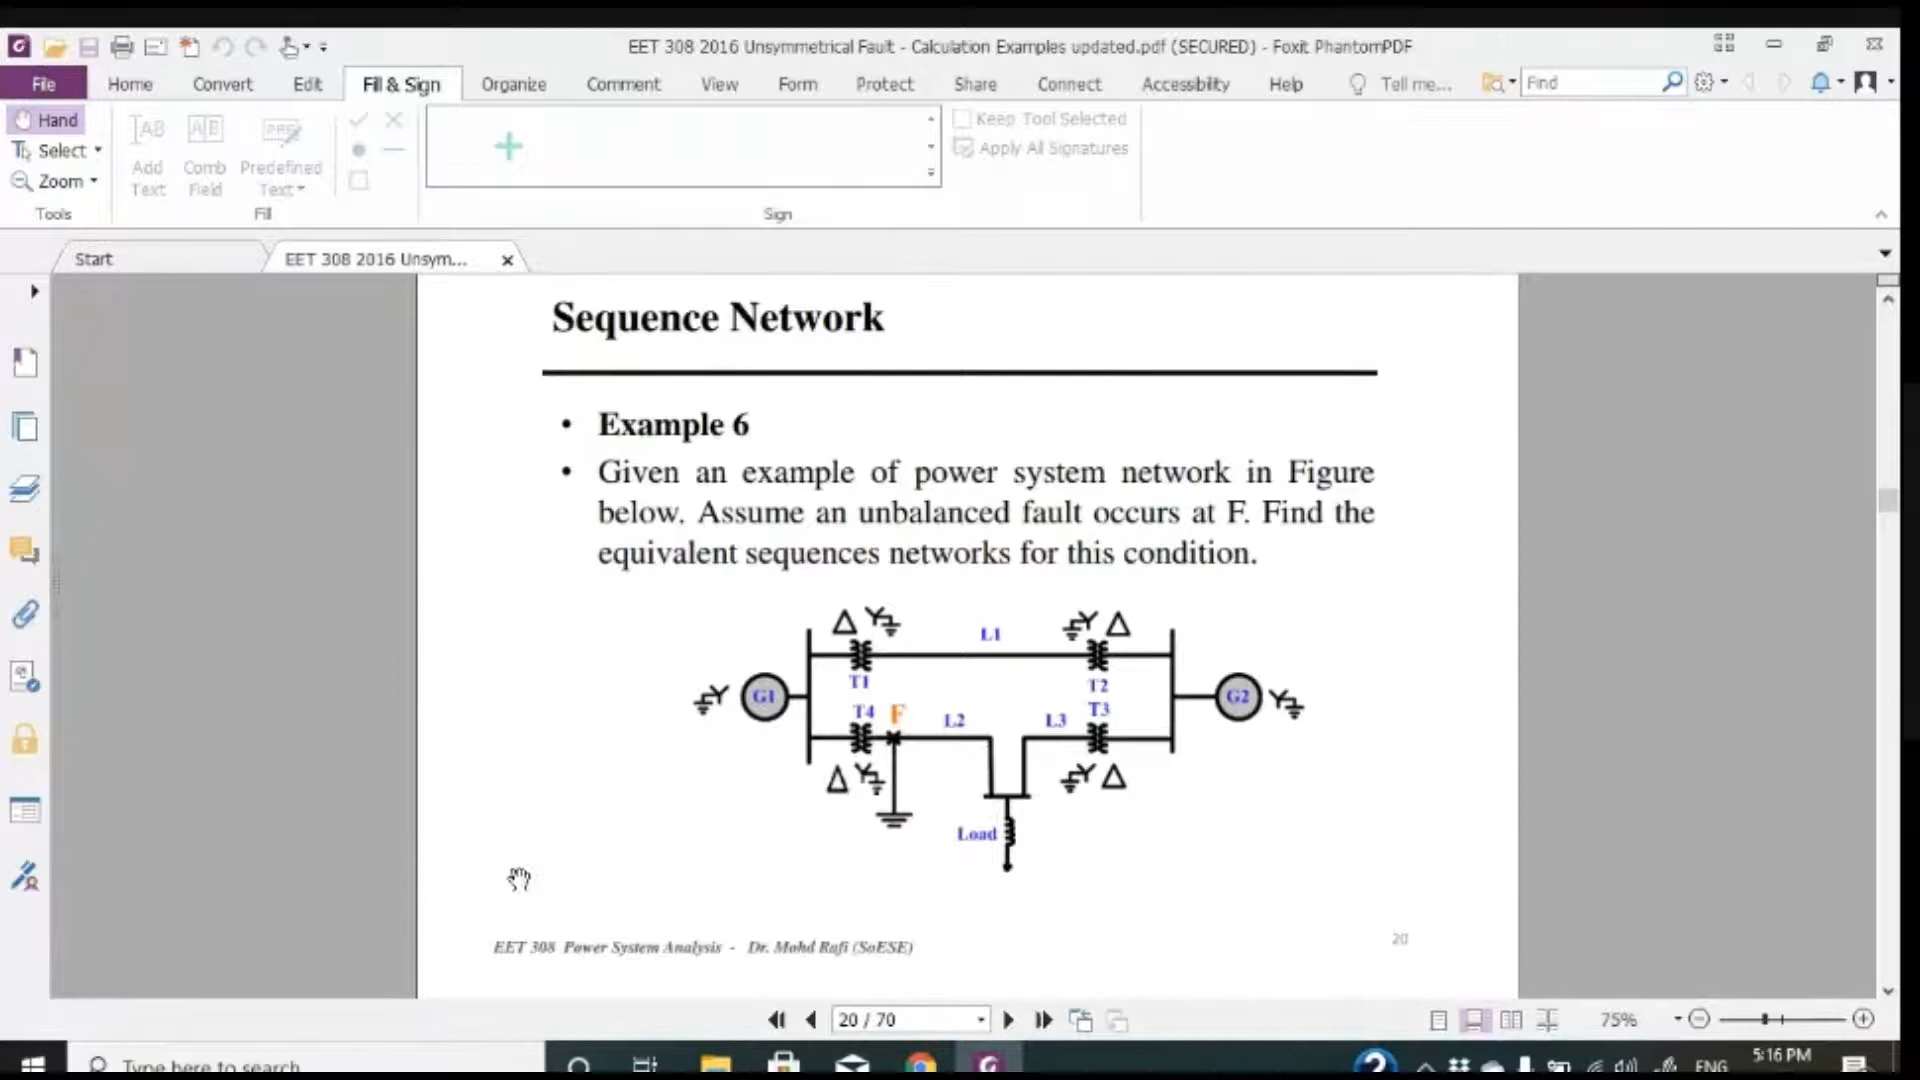 EET 308 2016 Unsymmetrical Fault - Calculation Examples updated.pdf (SECURED) - Foxit PhantomPDF
File Home Convert Edit Fill & Sign Organize Comment View Form Protect Share Connect Accessibility Help Tell me... Find
Hand
Select
Zoom
Tools
Add Text
Comb Field
Predefined Text
Fill
Keep Tool Selected
Apply All Signatures
Sign
Start
EET 308 2016 Unsym...
Sequence Network
• Example 6
• Given an example of power system network in Figure
below. Assume an unbalanced fault occurs at F. Find the
equivalent sequences networks for this condition.
L1
T1
T2
G1
G2
T4 F L2 L3 T3
Load
EET 308 Power System Analysis - Dr. Mohd Rafi (SoESE)
20
20 / 70
75%
Type here to search
ENG
5:16 PM